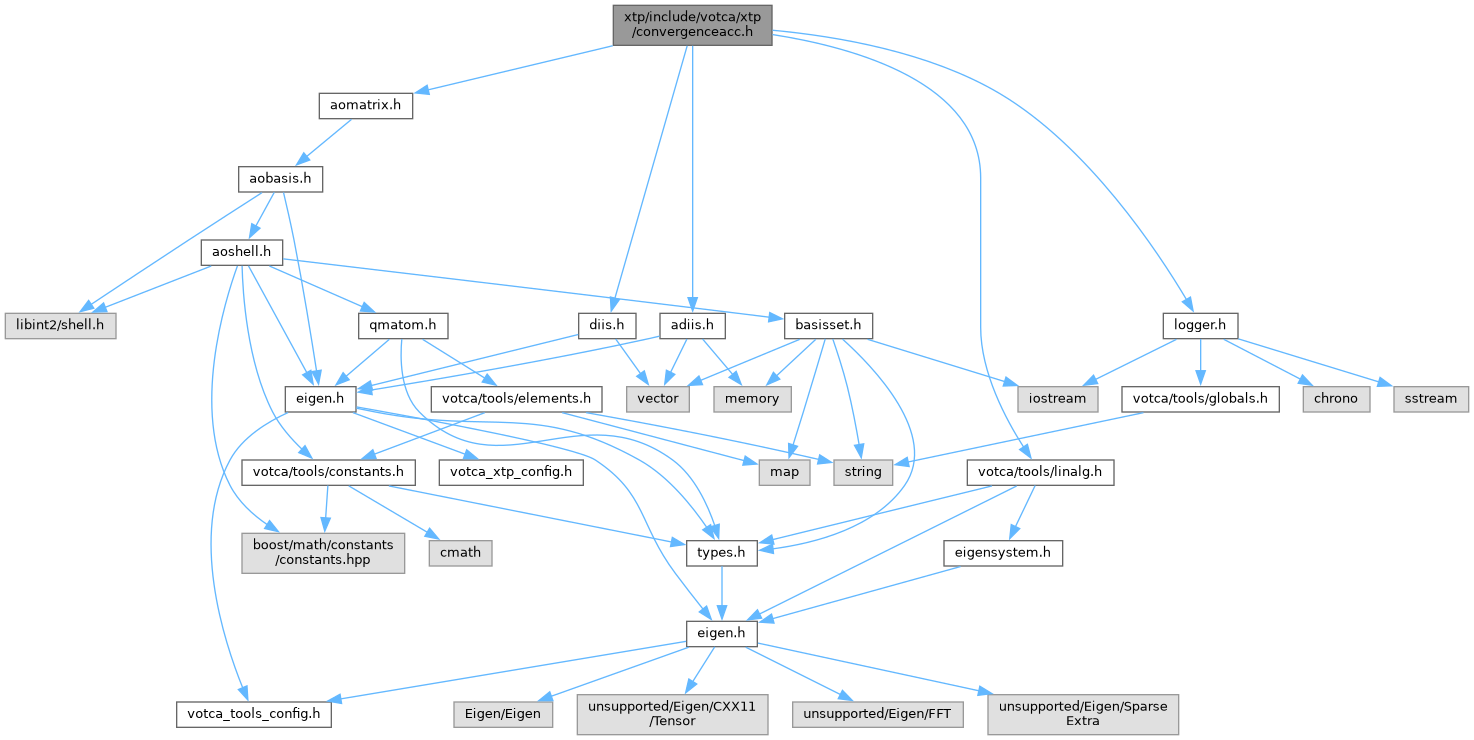 xtp/include/votca/xtp
/convergenceacc.h
aomatrix.h
aobasis.h
aoshell.h
libint2/shell.h
qmatom.h
diis.h
adiis.h
basisset.h
logger.h
eigen.h
votca/tools/elements.h
vector
memory
iostream
votca/tools/globals.h
chrono
sstream
votca/tools/constants.h
votca_xtp_config.h
map
string
votca/tools/linalg.h
boost/math/constants
/constants.hpp
cmath
types.h
eigensystem.h
eigen.h
votca_tools_config.h
Eigen/Eigen
unsupported/Eigen/CXX11
/Tensor
unsupported/Eigen/FFT
unsupported/Eigen/Sparse
Extra